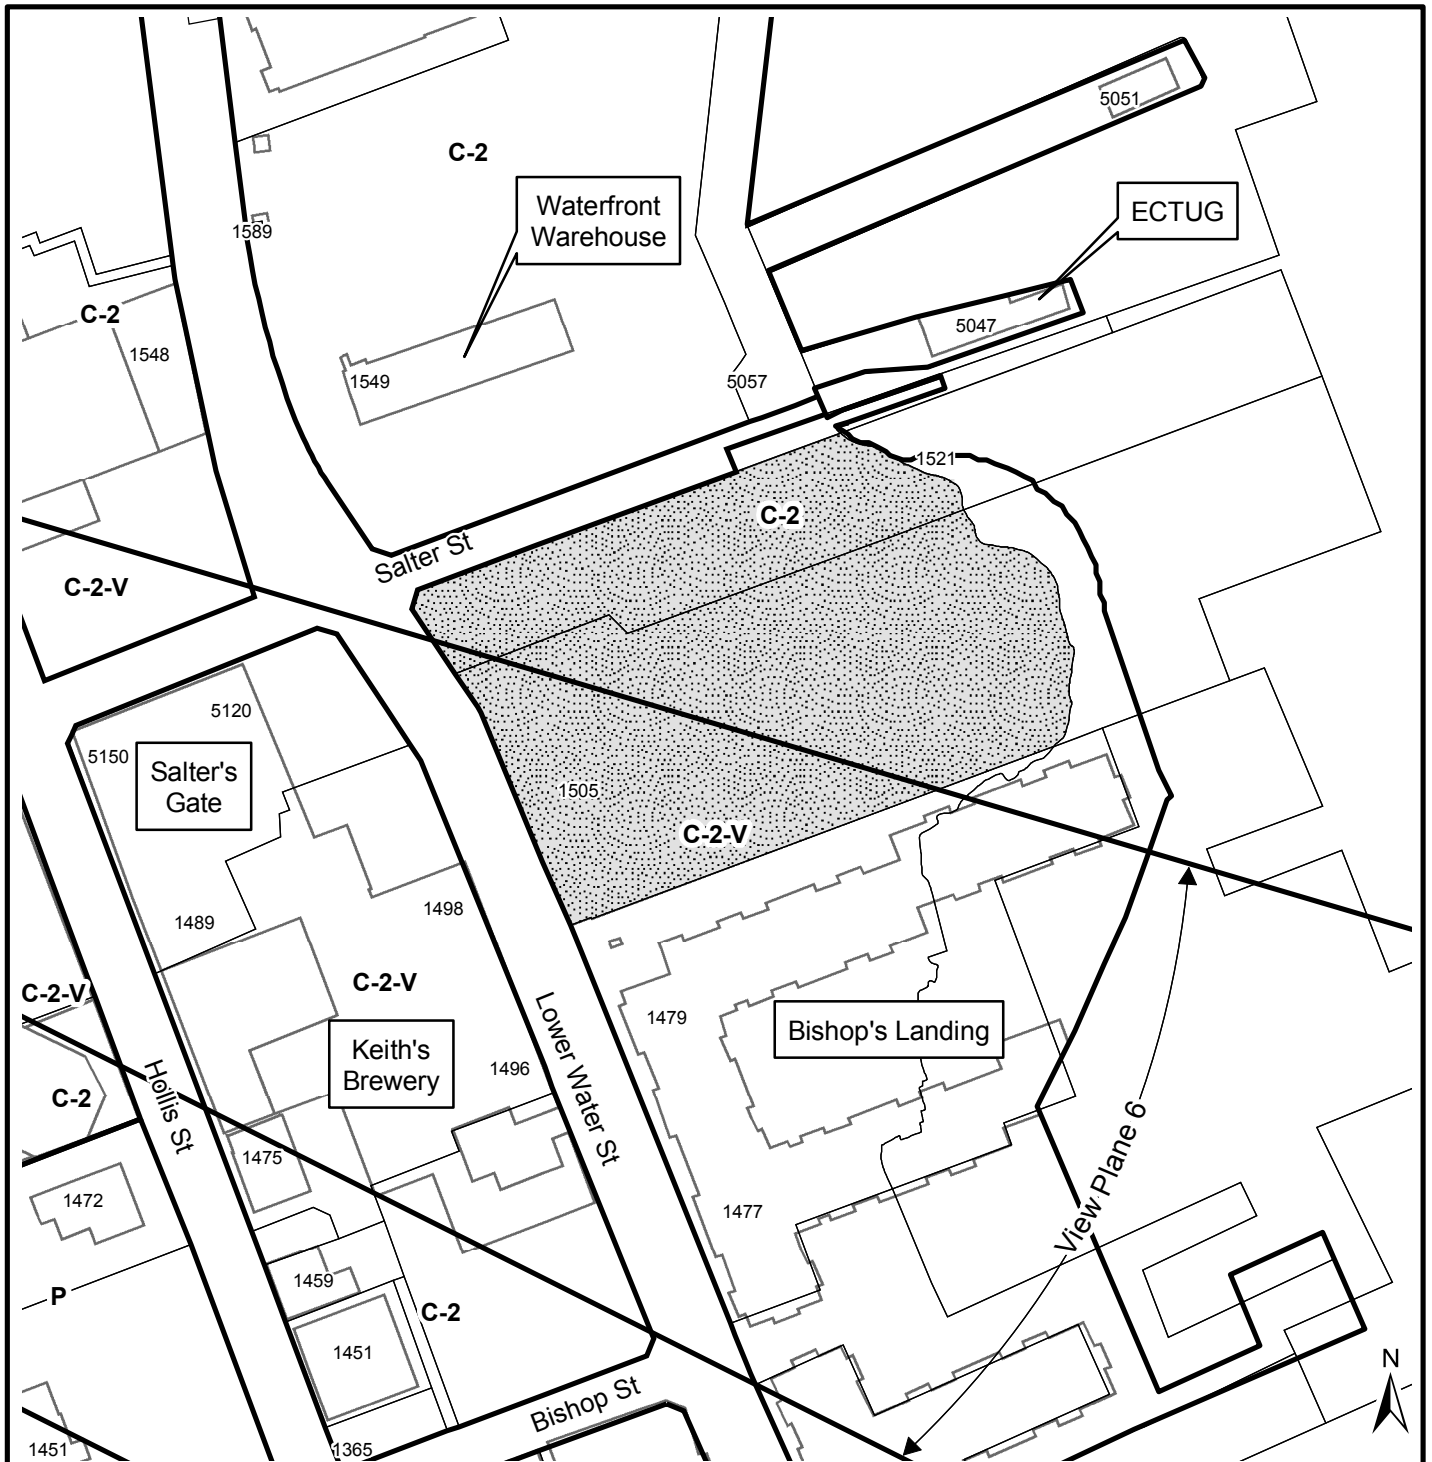 5051
C-2
Waterfront
Warehouse
ECTUG
1589
C-2
1548
5047
1549
5057
1521
C-2
Salter St
C-2-V
5120
5150
Salter's
Gate
1505
C-2-V
1489
1498
C-2-V
C-2-V
Lower Water St
1479
Bishop's Landing
Keith's
Brewery
1496
Hollis St
C-2
1475
View Plane 6
1472
1477
1459
P
C-2
1451
N
Bishop St
1451
1365